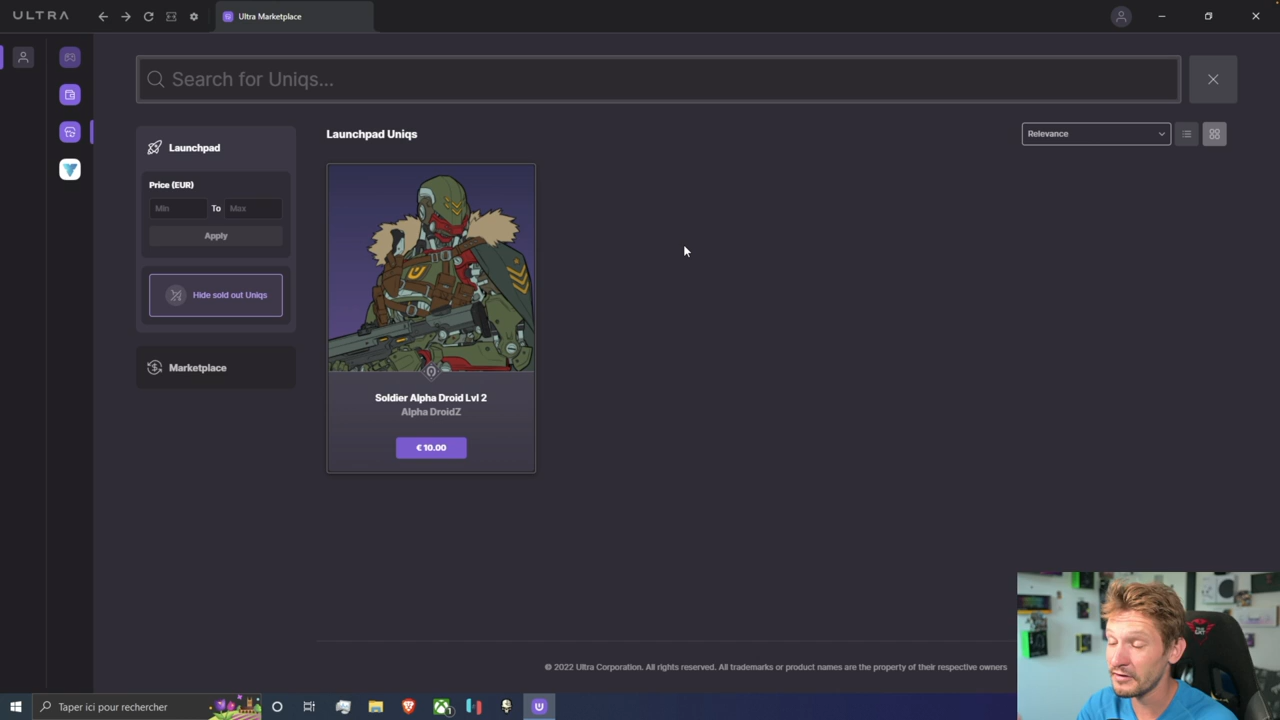 ULTRA
Ultra Marketplace
Search for Uniqs...
Launchpad
Price (EUR)
Min To Max
Apply
Hide sold out Uniqs
Marketplace
Launchpad Uniqs
Relevance
Soldier Alpha Droid Lvl 2
Alpha DroidZ
€ 10.00
© 2022 Ultra Corporation. All rights reserved. All trademarks or product names are the property of their respective owners
Taper ici pour rechercher